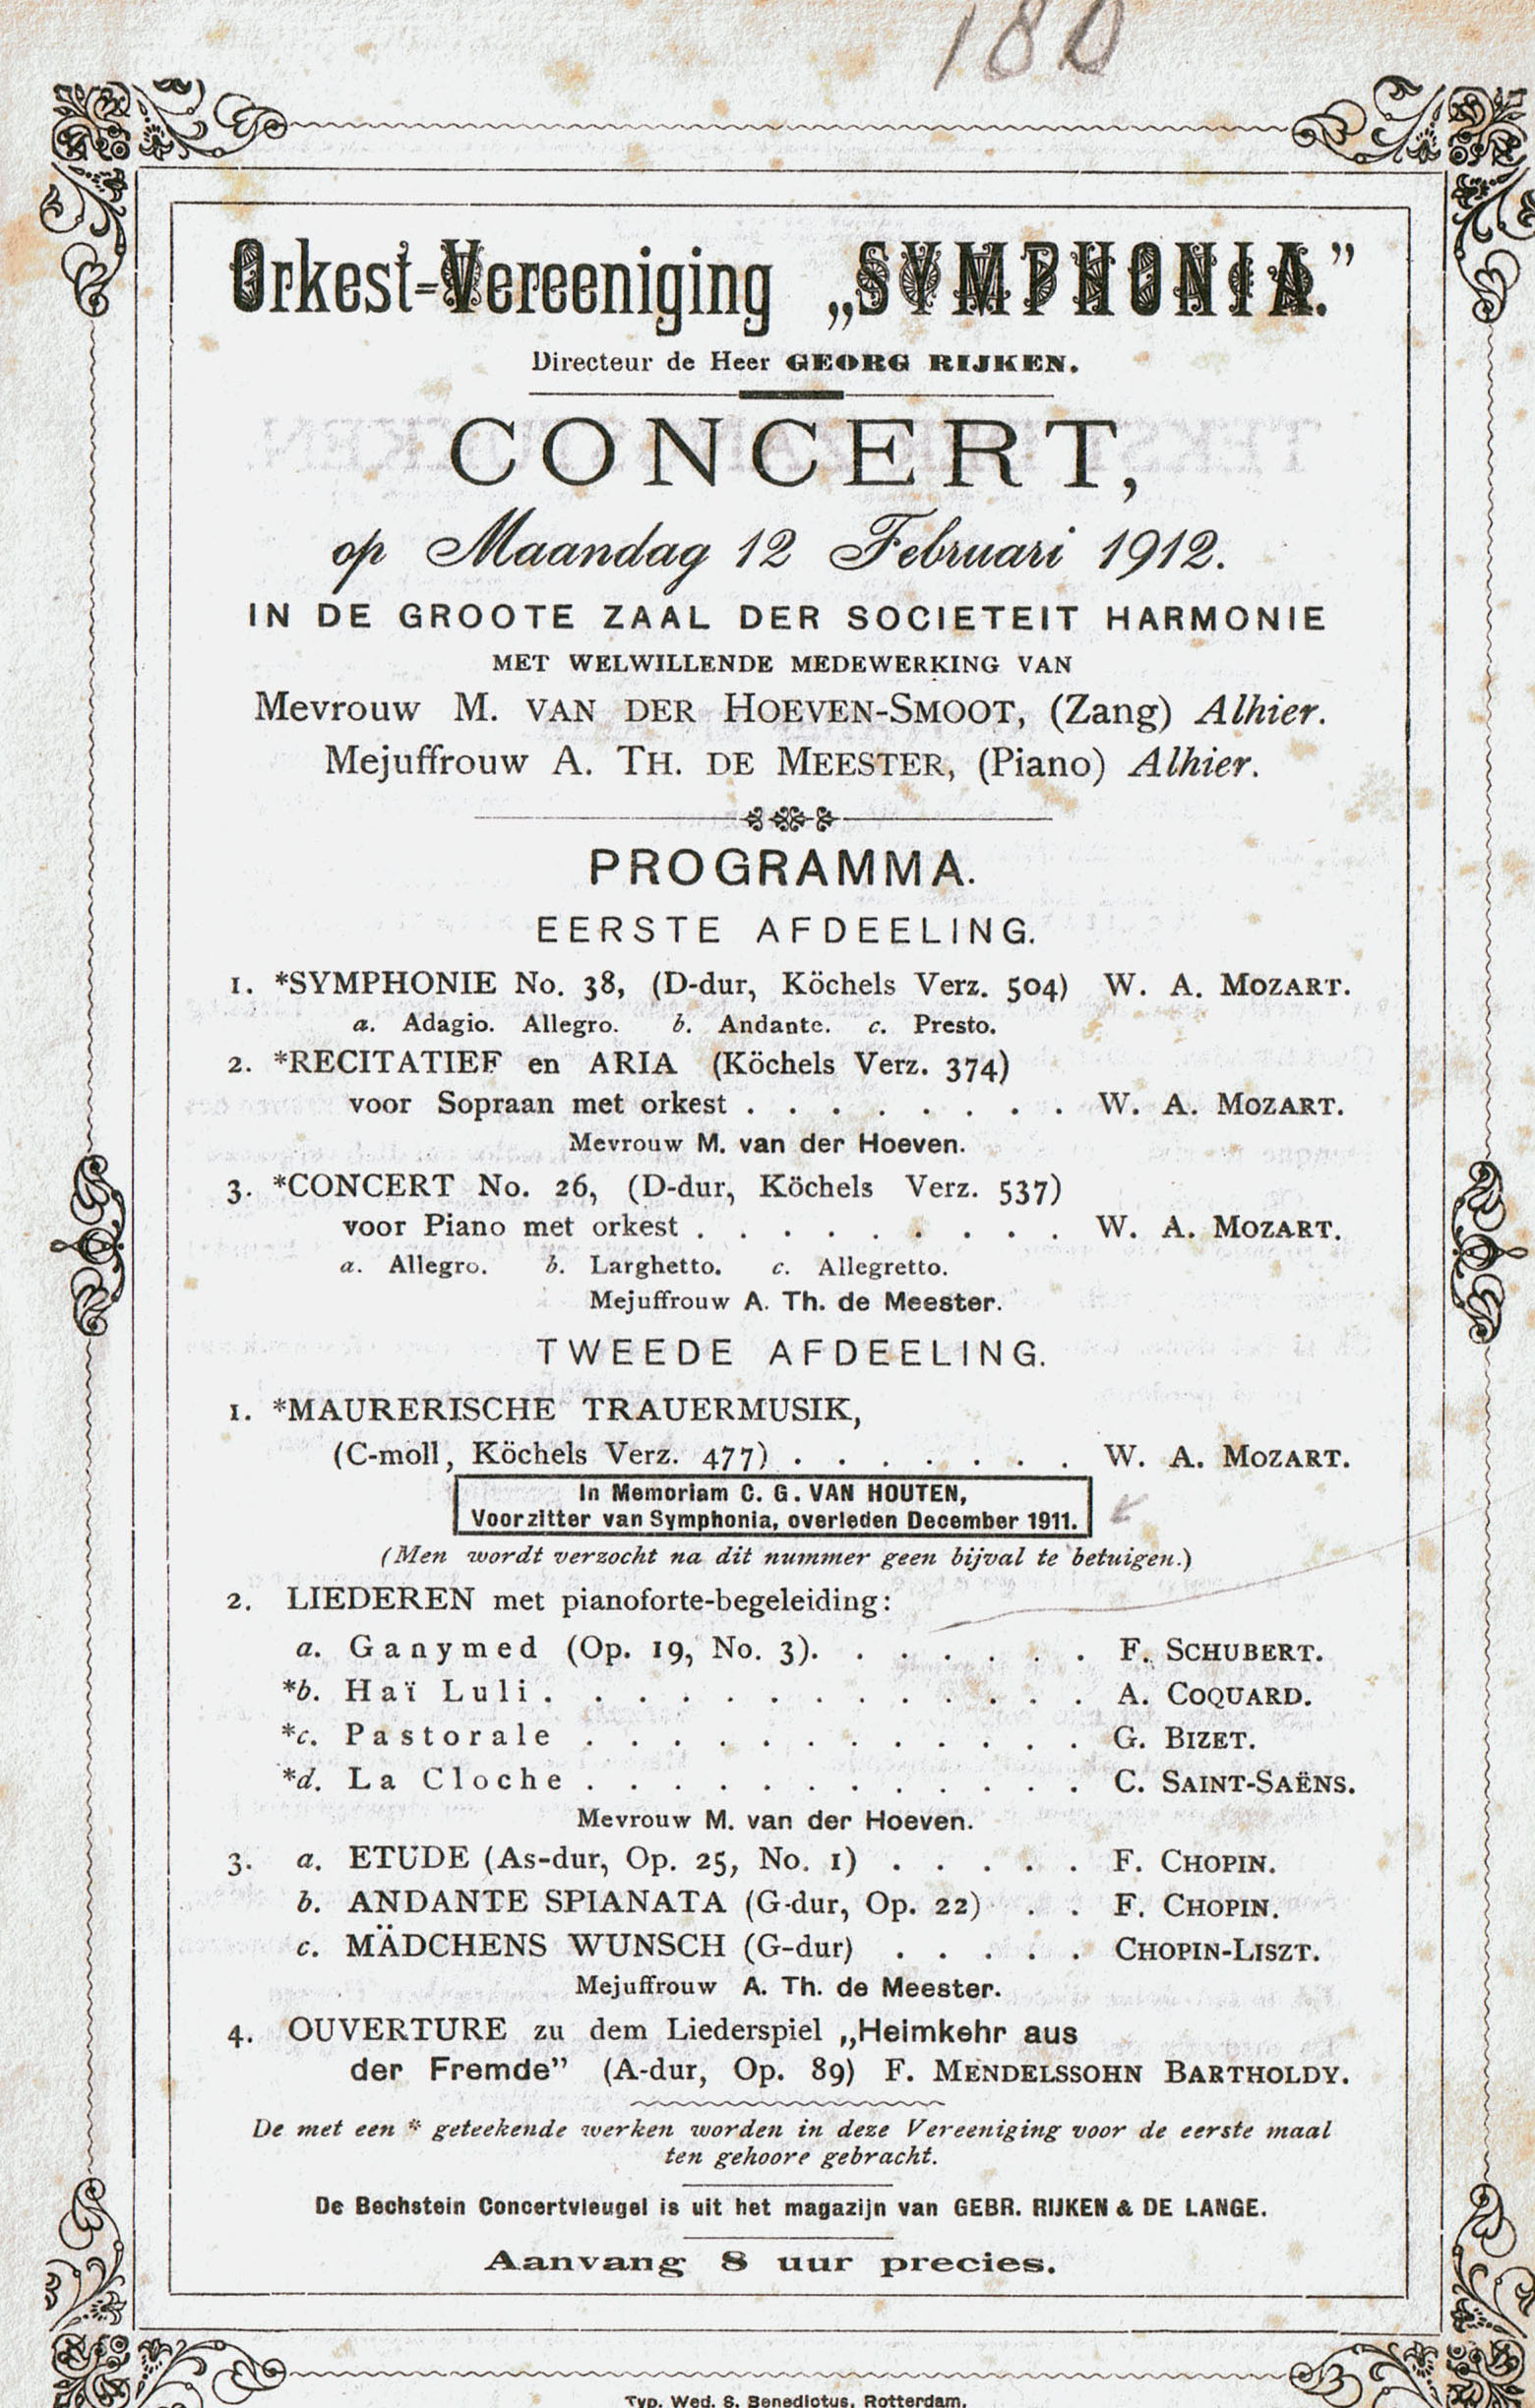 180
Orkest-Vereeniging „SYMPHONIA.”
Directeur de Heer GEORG RIJKEN.
CONCERT,
op Maandag 12 Februari 1912.
IN DE GROOTE ZAAL DER SOCIETEIT HARMONIE
MET WELWILLENDE MEDEWERKING VAN
Mevrouw M. VAN DER HOEVEN-SMOOT, (Zang) Alhier.
Mejuffrouw A. TH. DE MEESTER, (Piano) Alhier.
PROGRAMMA.
EERSTE AFDEELING.
1. *SYMPHONIE No. 38, (D-dur, Köchels Verz. 504) W. A. MOZART.
a. Adagio. Allegro. b. Andante. c. Presto.
2. *RECITATIEF en ARIA (Köchels Verz. 374)
voor Sopraan met orkest . . . . . . . . W. A. MOZART.
Mevrouw M. van der Hoeven.
3. *CONCERT No. 26, (D-dur, Köchels Verz. 537)
voor Piano met orkest . . . . . . . . . W. A. MOZART.
a. Allegro. b. Larghetto. c. Allegretto.
Mejuffrouw A. Th. de Meester.
TWEEDE AFDEELING.
1. *MAURERISCHE TRAUERMUSIK,
(C-moll, Köchels Verz. 477) . . . . . . . W. A. MOZART.
In Memoriam C. G. VAN HOUTEN,
Voorzitter van Symphonia, overleden December 1911.
(Men wordt verzocht na dit nummer geen bijval te betuigen.)
2. LIEDEREN met pianoforte-begeleiding:
a. Ganymed (Op. 19, No. 3). . . . . . . F. SCHUBERT.
*b. Haï Luli . . . . . . . . . . . . . A. COQUARD.
*c. Pastorale . . . . . . . . . . . . G. BIZET.
*d. La Cloche . . . . . . . . . . . . C. SAINT-SAËNS.
Mevrouw M. van der Hoeven.
3. a. ETUDE (As-dur, Op. 25, No. 1) . . . . . F. CHOPIN.
b. ANDANTE SPIANATA (G-dur, Op. 22) . . F. CHOPIN.
c. MÄDCHENS WUNSCH (G-dur) . . . . . CHOPIN-LISZT.
Mejuffrouw A. Th. de Meester.
4. OUVERTURE zu dem Liederspiel „Heimkehr aus
der Fremde” (A-dur, Op. 89) F. MENDELSSOHN BARTHOLDY.
De met een * geteekende werken worden in deze Vereeniging voor de eerste maal
ten gehoore gebracht.
De Bechstein Concertvleugel is uit het magazijn van GEBR. RIJKEN & DE LANGE.
Aanvang 8 uur precies.
Typ. Wed. S. Benedictus, Rotterdam.